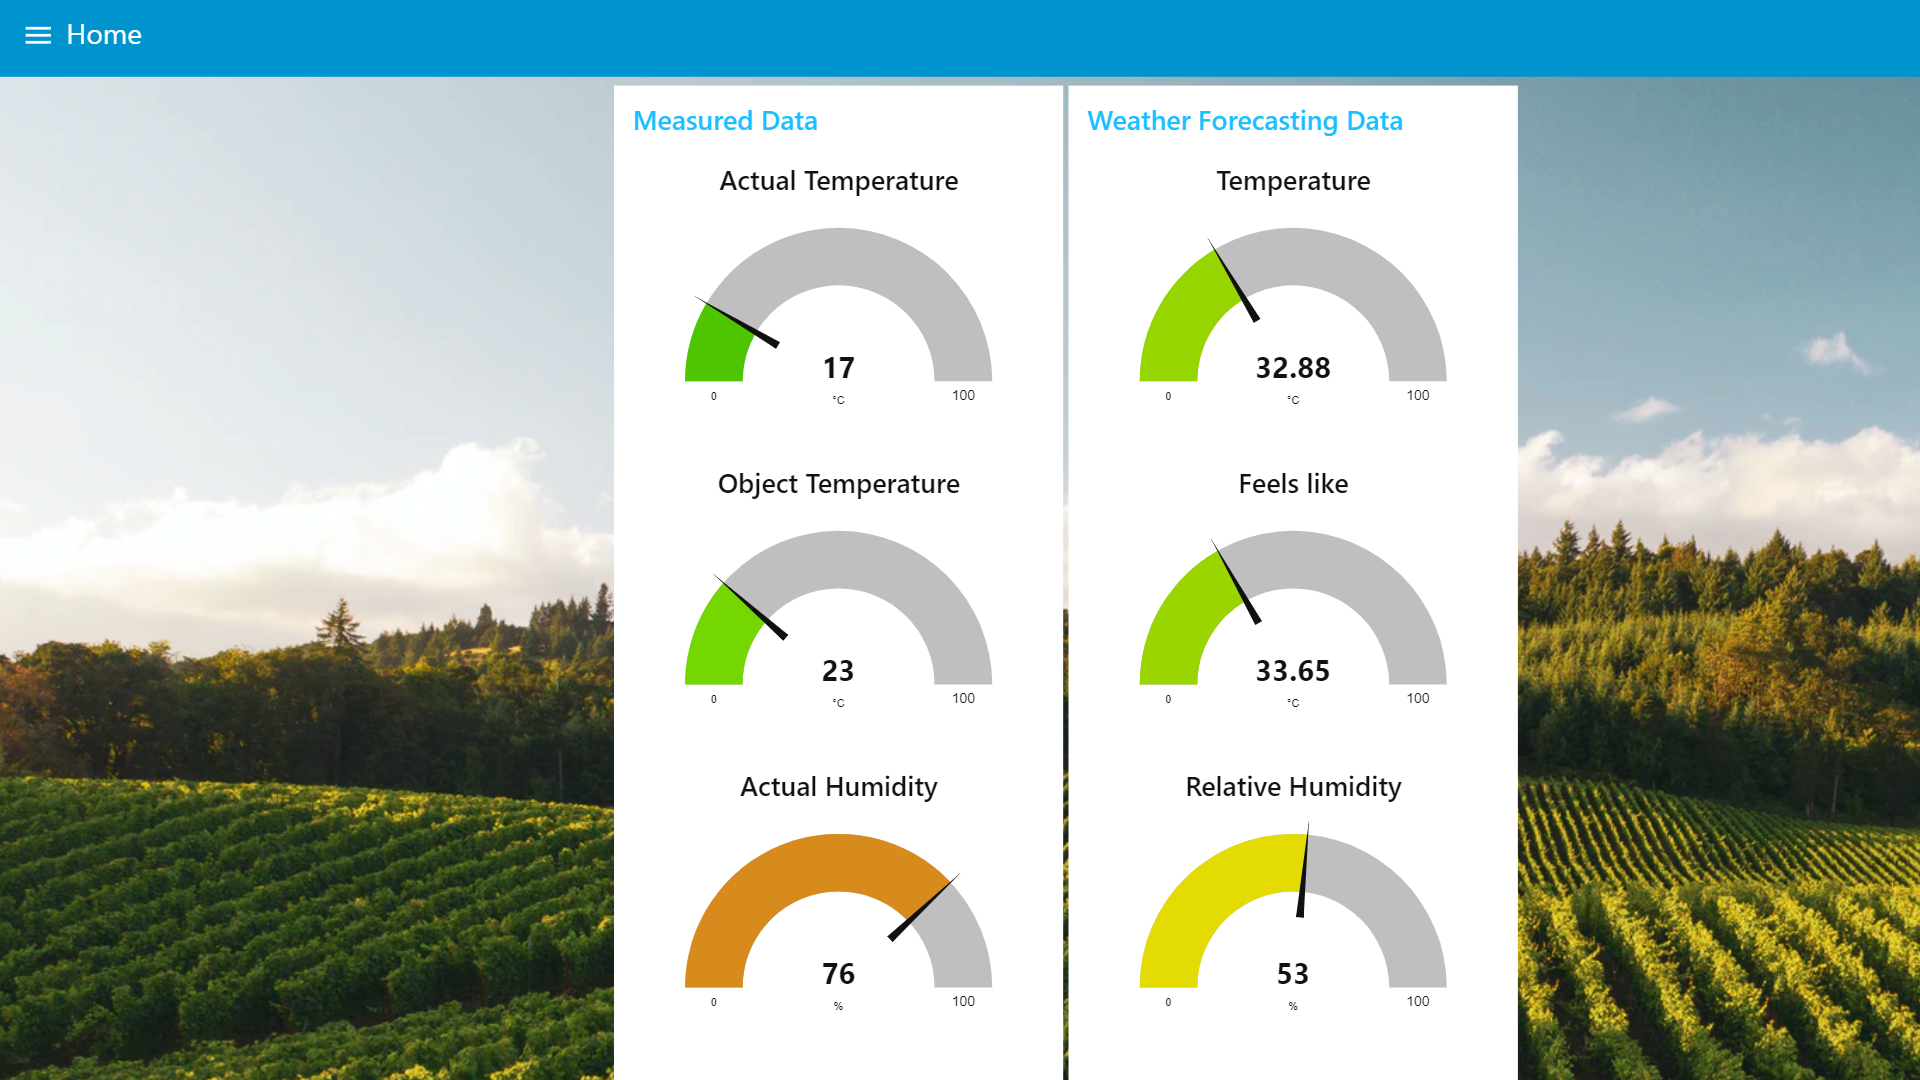 Home
Measured Data
Actual Temperature
17
°C
0
100
Object Temperature
23
°C
0
100
Actual Humidity
76
%
0
100
Weather Forecasting Data
Temperature
32.88
°C
0
100
Feels like
33.65
°C
0
100
Relative Humidity
53
%
0
100